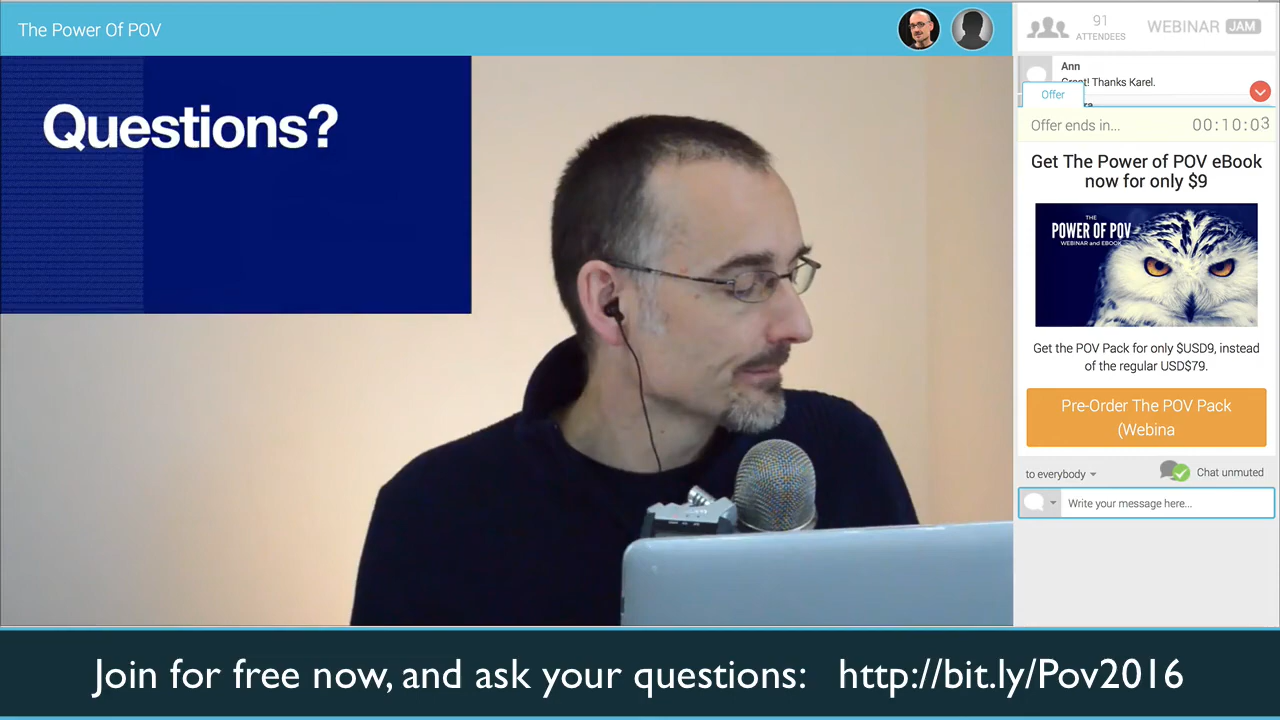 The Power Of POV
91
ATTENDEES
WEBINAR JAM
Ann
Great! Thanks Karel.
Offer
Offer ends in...
00:10:03
Get The Power of POV eBook
now for only $9
THE
POWER OF POV
WEBINAR and EBOOK
Get the POV Pack for only $USD9, instead
of the regular USD$79.
Pre-Order The POV Pack
(Webina
to everybody
Chat unmuted
Write your message here...
Questions?
Join for free now, and ask your questions: http://bit.ly/Pov2016